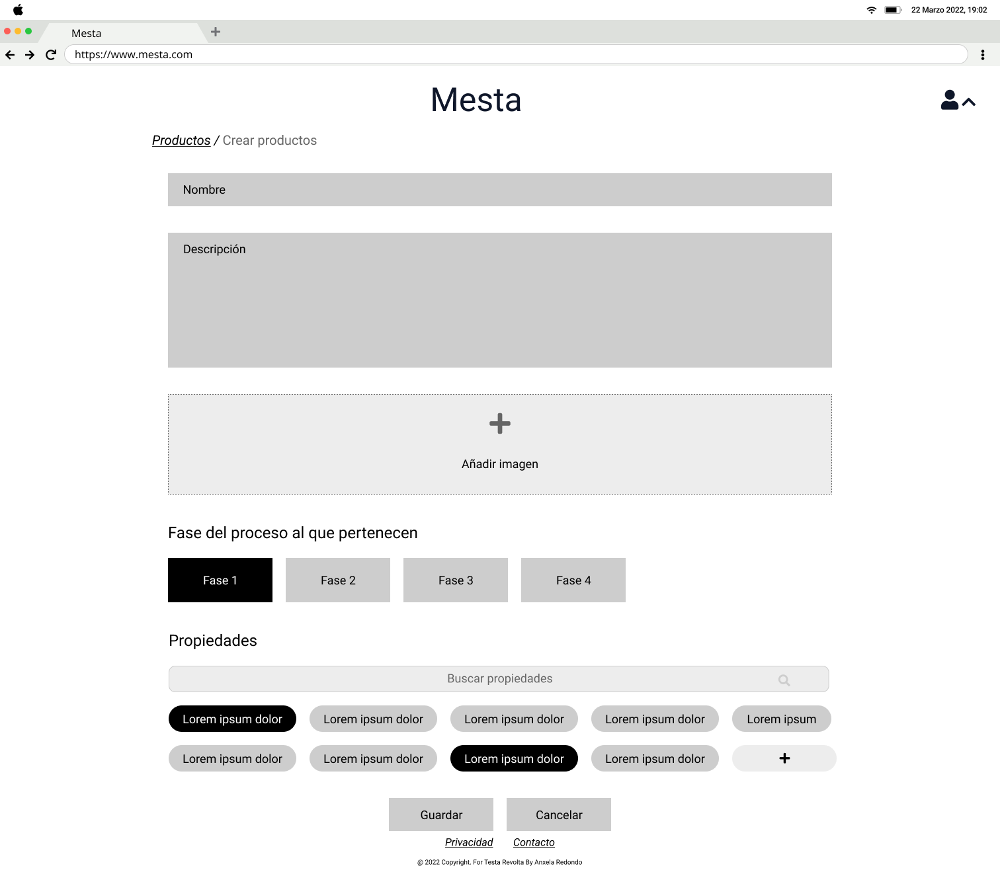 22 Marzo 2022, 19:02
Mesta
https://www.mesta.com
Mesta
Productos / Crear productos
Nombre
Descripción
Añadir imagen
Fase del proceso al que pertenecen
Fase 1 Fase 2 Fase 3 Fase 4
Propiedades
Buscar propiedades
Lorem ipsum dolor Lorem ipsum dolor Lorem ipsum dolor Lorem ipsum dolor Lorem ipsum
Lorem ipsum dolor Lorem ipsum dolor Lorem ipsum dolor Lorem ipsum dolor
Guardar Cancelar
Privacidad Contacto
@ 2022 Copyright. For Testa Revolta By Anxela Redondo